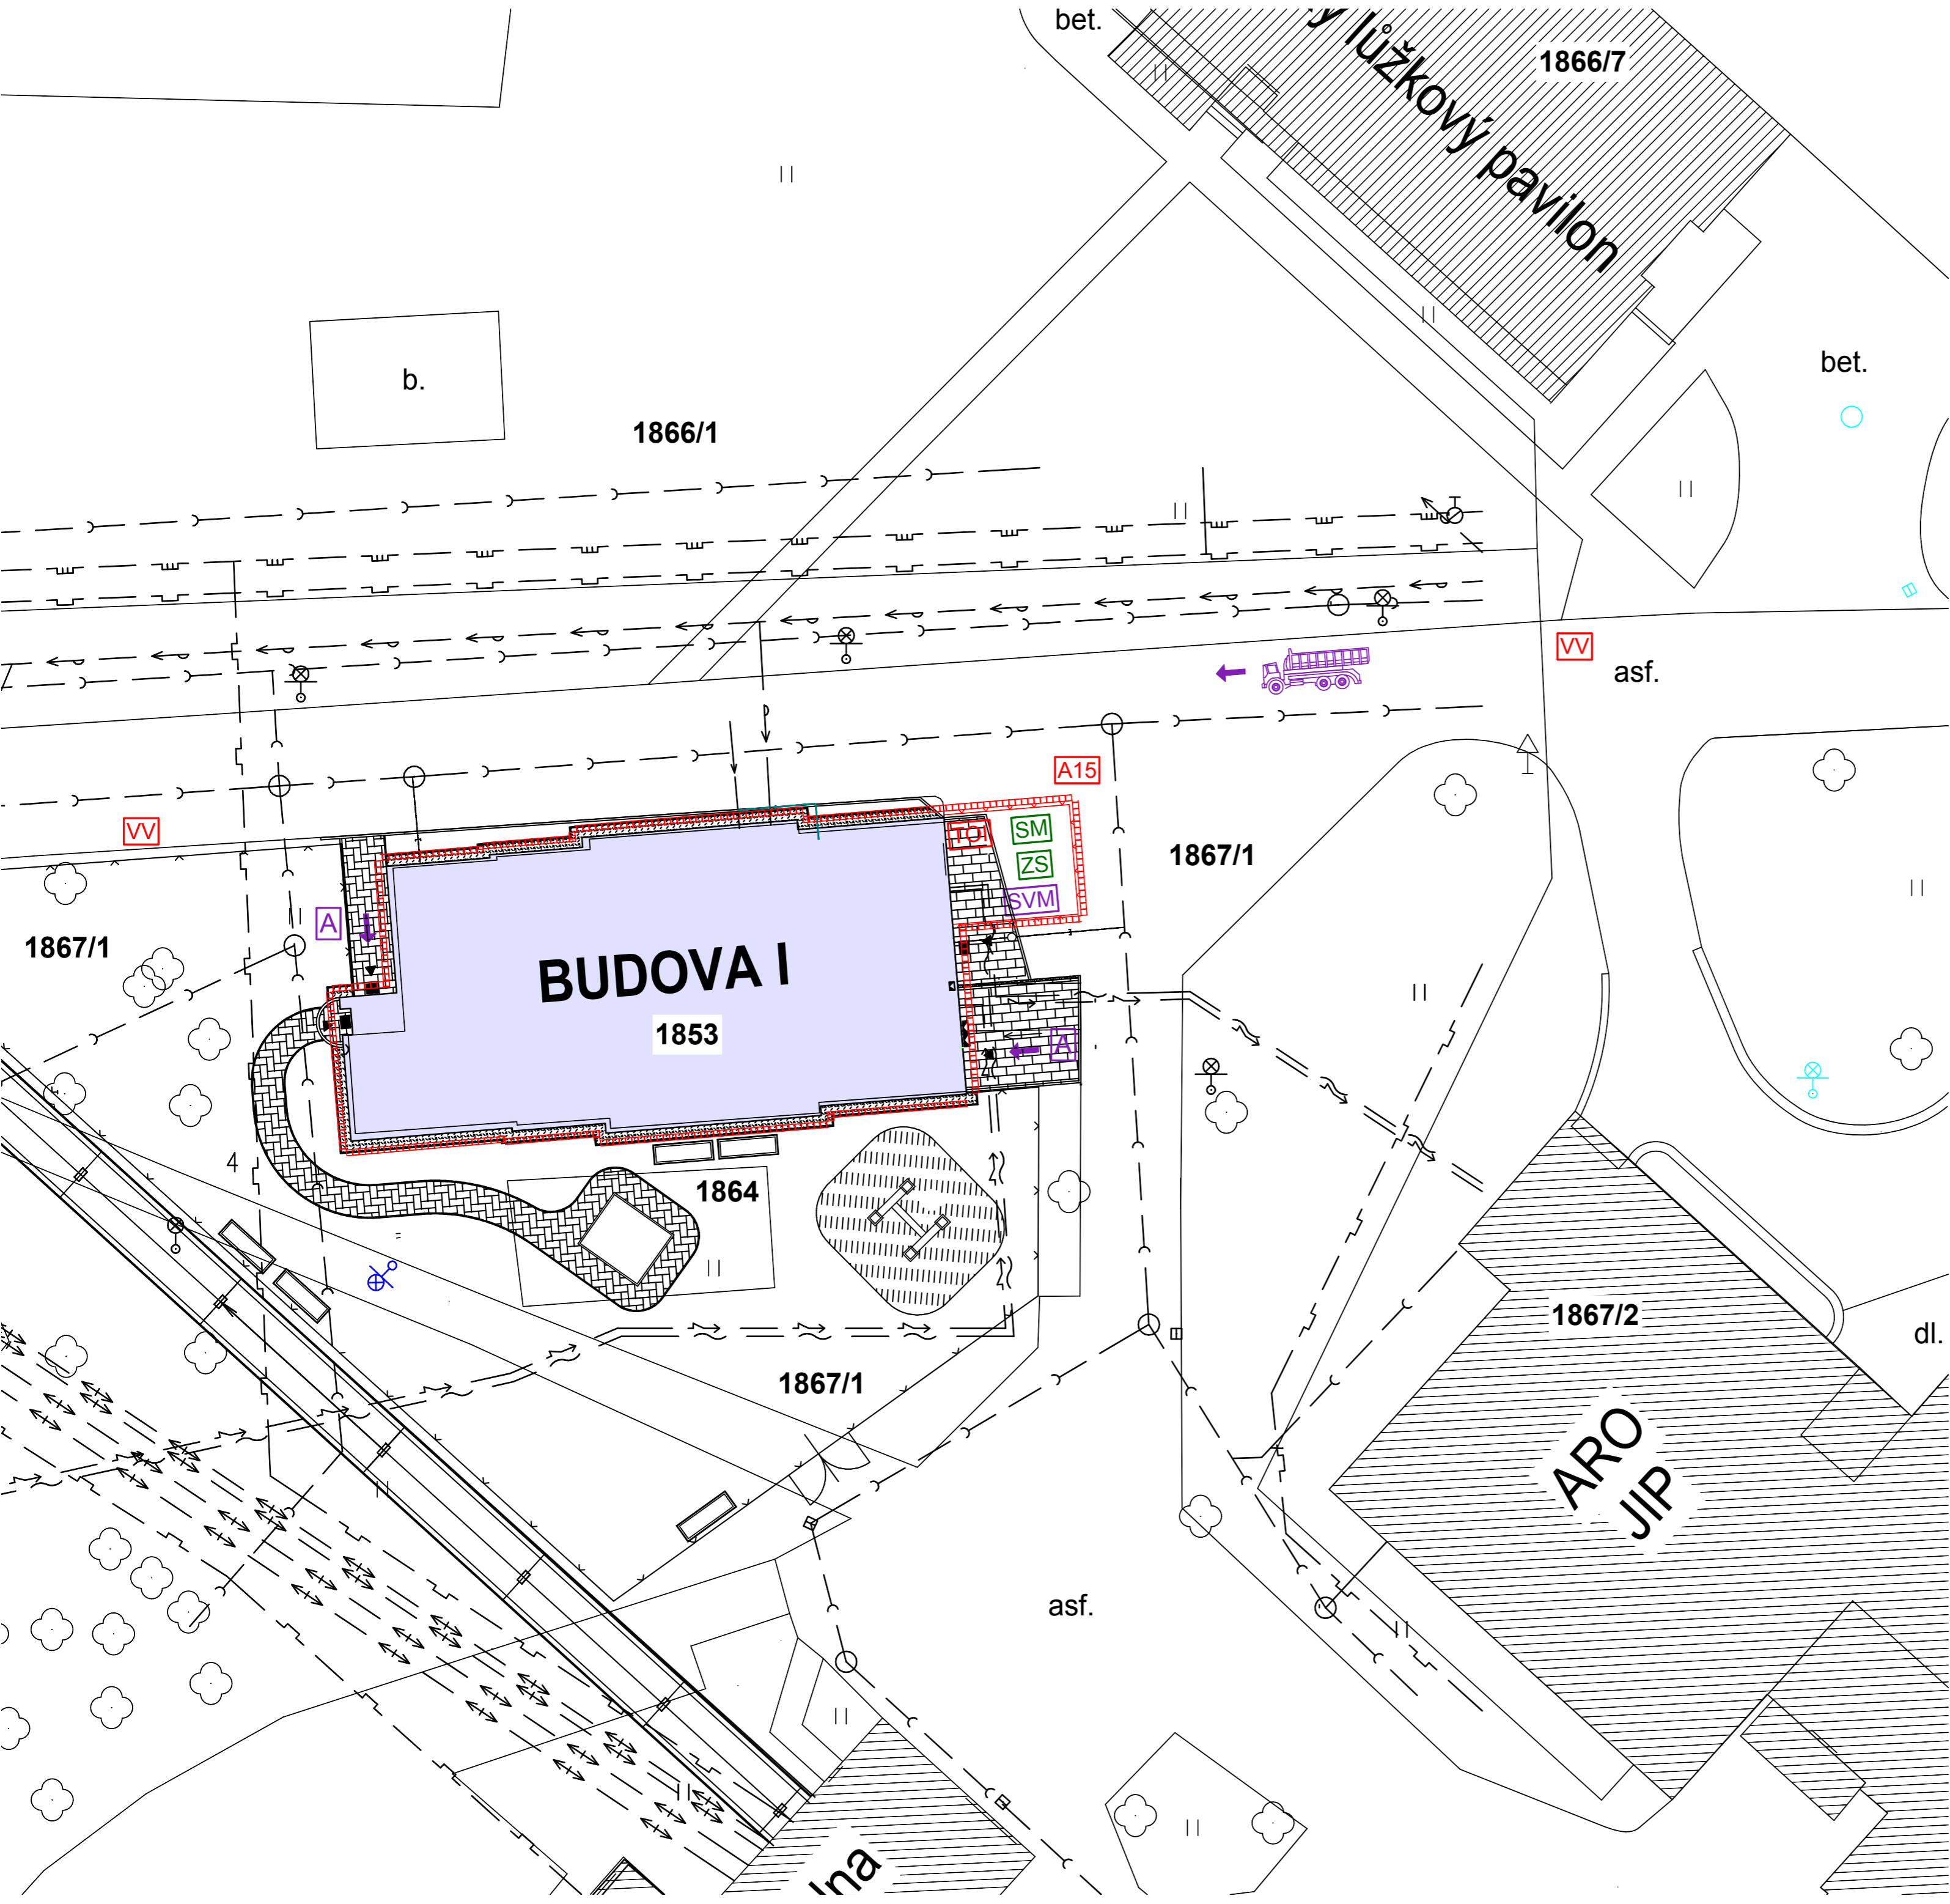 bet.
1866/7
lůžkový pavilon
b.
bet.
1866/1
VV
asf.
A15
VV
TOI
SM
ZS
SVM
1867/1
A
1867/1
BUDOVA I
1853
A
4
1864
1867/2
dl.
1867/1
ARO
JIP
asf.